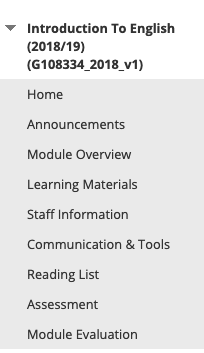 Introduction To English
(2018/19)
(G108334_2018_v1)
Home
Announcements
Module Overview
Learning Materials
Staff Information
Communication & Tools
Reading List
Assessment
Module Evaluation